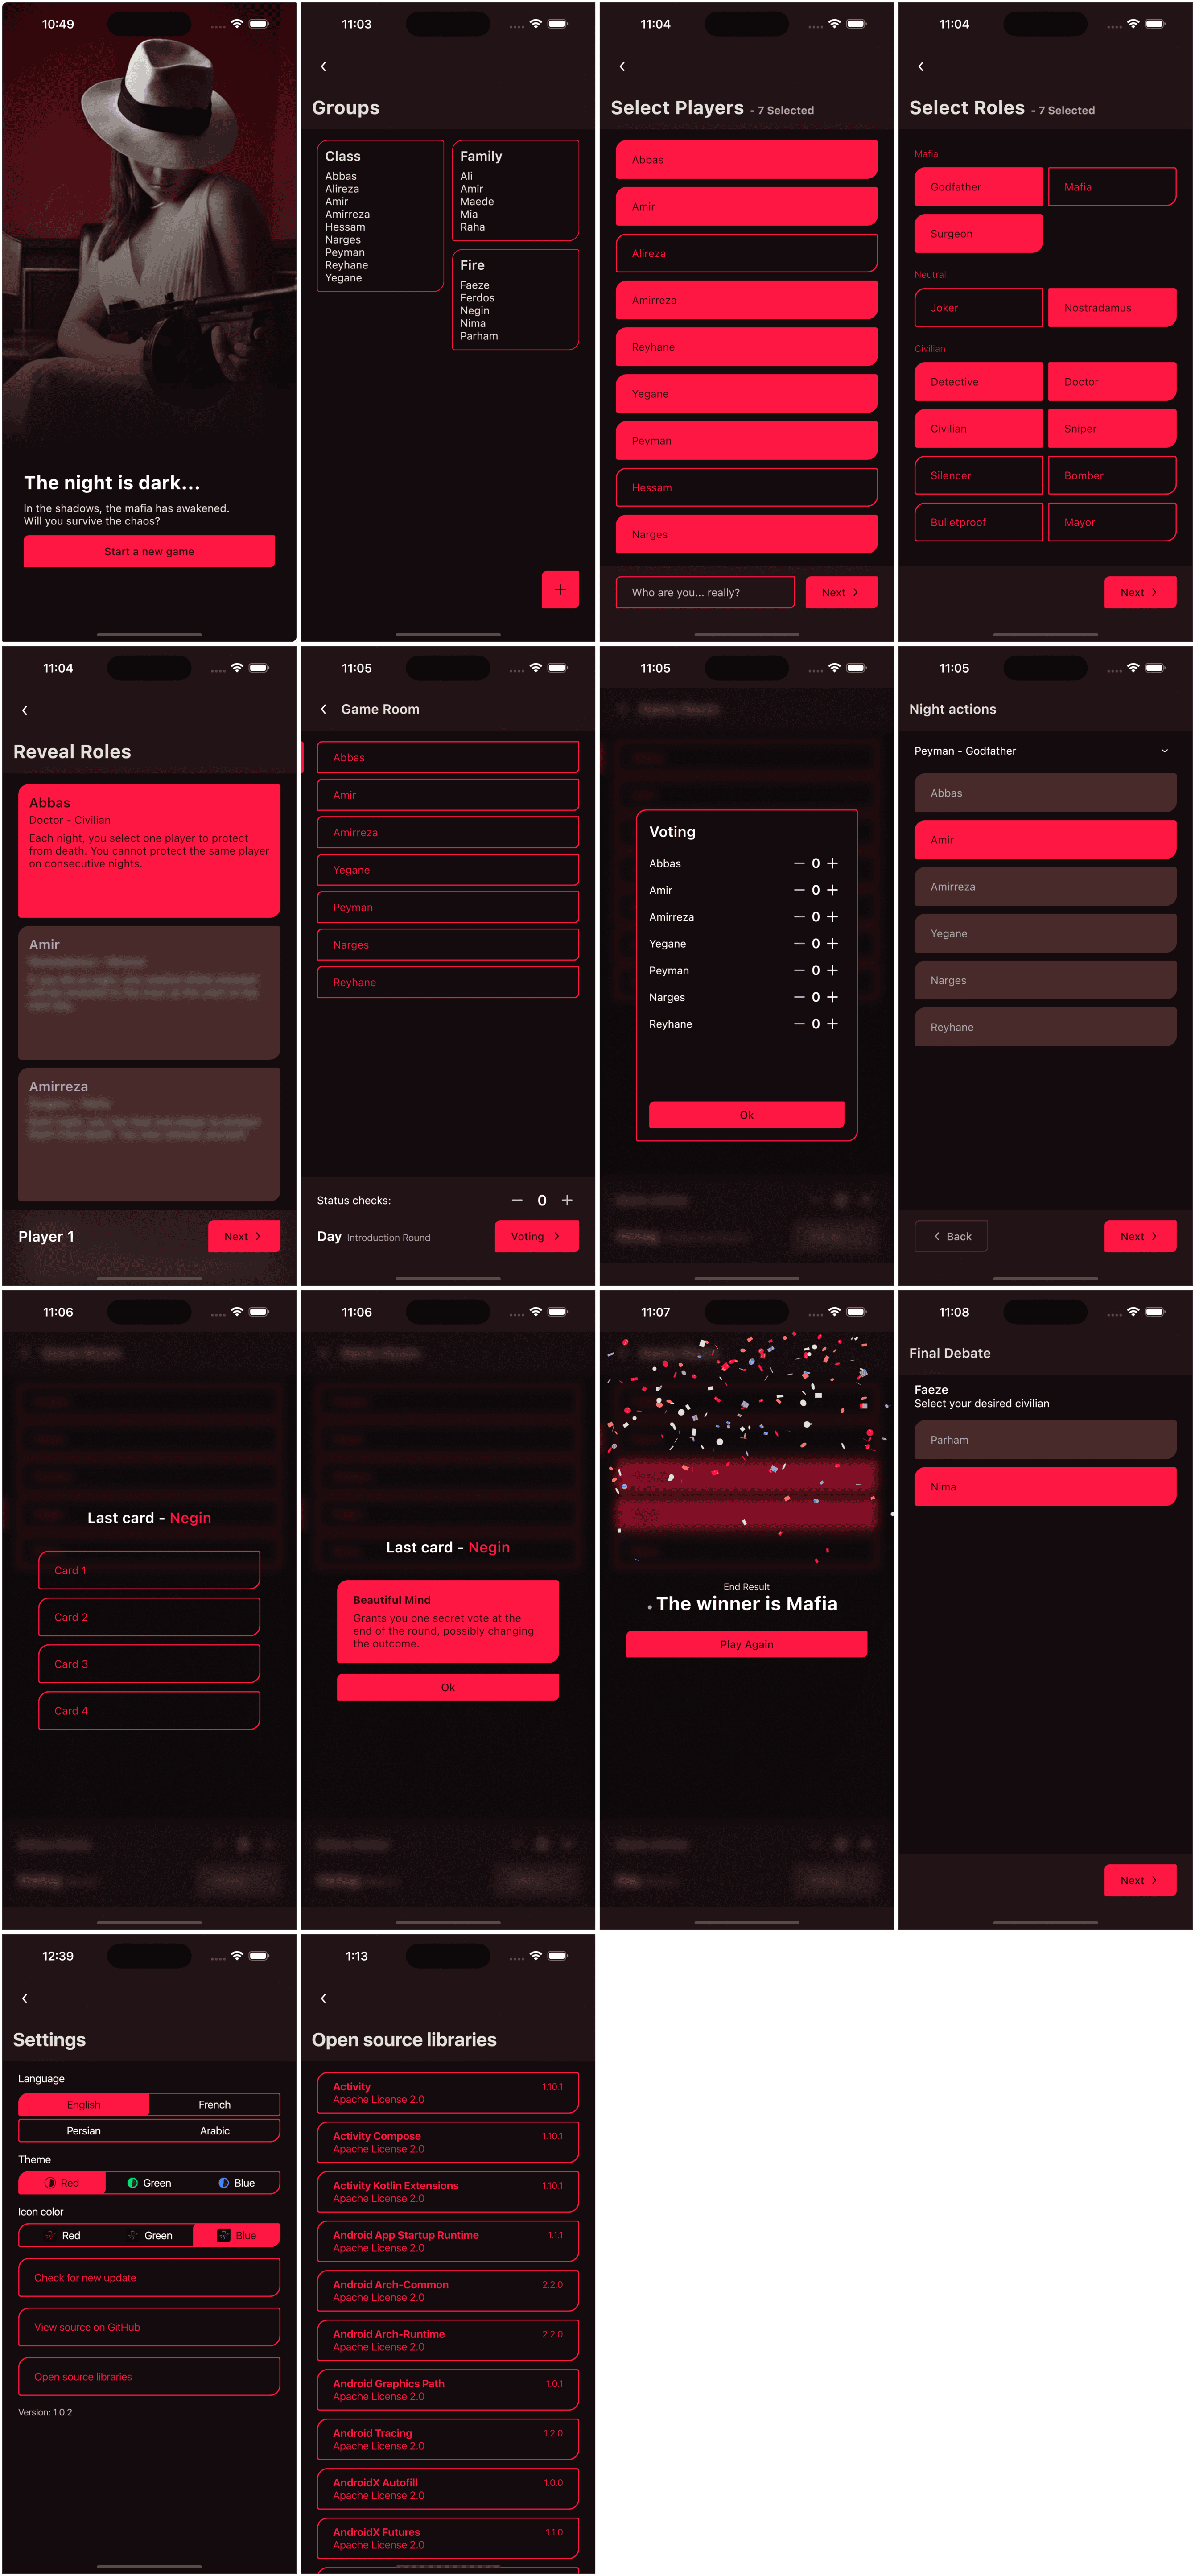 10:49
The night is dark...
In the shadows, the mafia has awakened.
Will you survive the chaos?
Start a new game
11:03
Groups
Class
Abbas
Alireza
Amir
Amirreza
Hessam
Narges
Peyman
Reyhane
Yegane
Family
Ali
Amir
Maede
Mia
Raha
Fire
Faeze
Ferdos
Negin
Nima
Parham
+
11:04
Select Players - 7 Selected
Abbas
Amir
Alireza
Amirreza
Reyhane
Yegane
Peyman
Hessam
Narges
Who are you... really?
Next
11:04
Select Roles - 7 Selected
Mafia
Godfather
Mafia
Surgeon
Neutral
Joker
Nostradamus
Civilian
Detective
Doctor
Civilian
Sniper
Silencer
Bomber
Bulletproof
Mayor
Next
11:04
Reveal Roles
Abbas
Doctor - Civilian
Each night, you select one player to protect
from death. You cannot protect the same player
on consecutive nights.
Amir
Amirreza
Player 1
Next
11:05
Game Room
Abbas
Amir
Amirreza
Yegane
Peyman
Narges
Reyhane
Status checks:
— 0 +
Day Introduction Round
Voting
11:05
Voting
Abbas — 0 +
Amir — 0 +
Amirreza — 0 +
Yegane — 0 +
Peyman — 0 +
Narges — 0 +
Reyhane — 0 +
Ok
11:05
Night actions
Peyman - Godfather
Abbas
Amir
Amirreza
Yegane
Narges
Reyhane
Back
Next
11:06
Last card - Negin
Card 1
Card 2
Card 3
Card 4
11:06
Last card - Negin
Beautiful Mind
Grants you one secret vote at the
end of the round, possibly changing
the outcome.
Ok
11:07
End Result
The winner is Mafia
Play Again
11:08
Final Debate
Faeze
Select your desired civilian
Parham
Nima
Next
12:39
Settings
Language
English
French
Persian
Arabic
Theme
Red
Green
Blue
Icon color
Red
Green
Blue
Check for new update
View source on GitHub
Open source libraries
Version: 1.0.2
1:13
Open source libraries
Activity 1.10.1
Apache License 2.0
Activity Compose 1.10.1
Apache License 2.0
Activity Kotlin Extensions 1.10.1
Apache License 2.0
Android App Startup Runtime 1.1.1
Apache License 2.0
Android Arch-Common 2.2.0
Apache License 2.0
Android Arch-Runtime 2.2.0
Apache License 2.0
Android Graphics Path 1.0.1
Apache License 2.0
Android Tracing 1.2.0
Apache License 2.0
AndroidX Autofill 1.0.0
Apache License 2.0
AndroidX Futures 1.1.0
Apache License 2.0